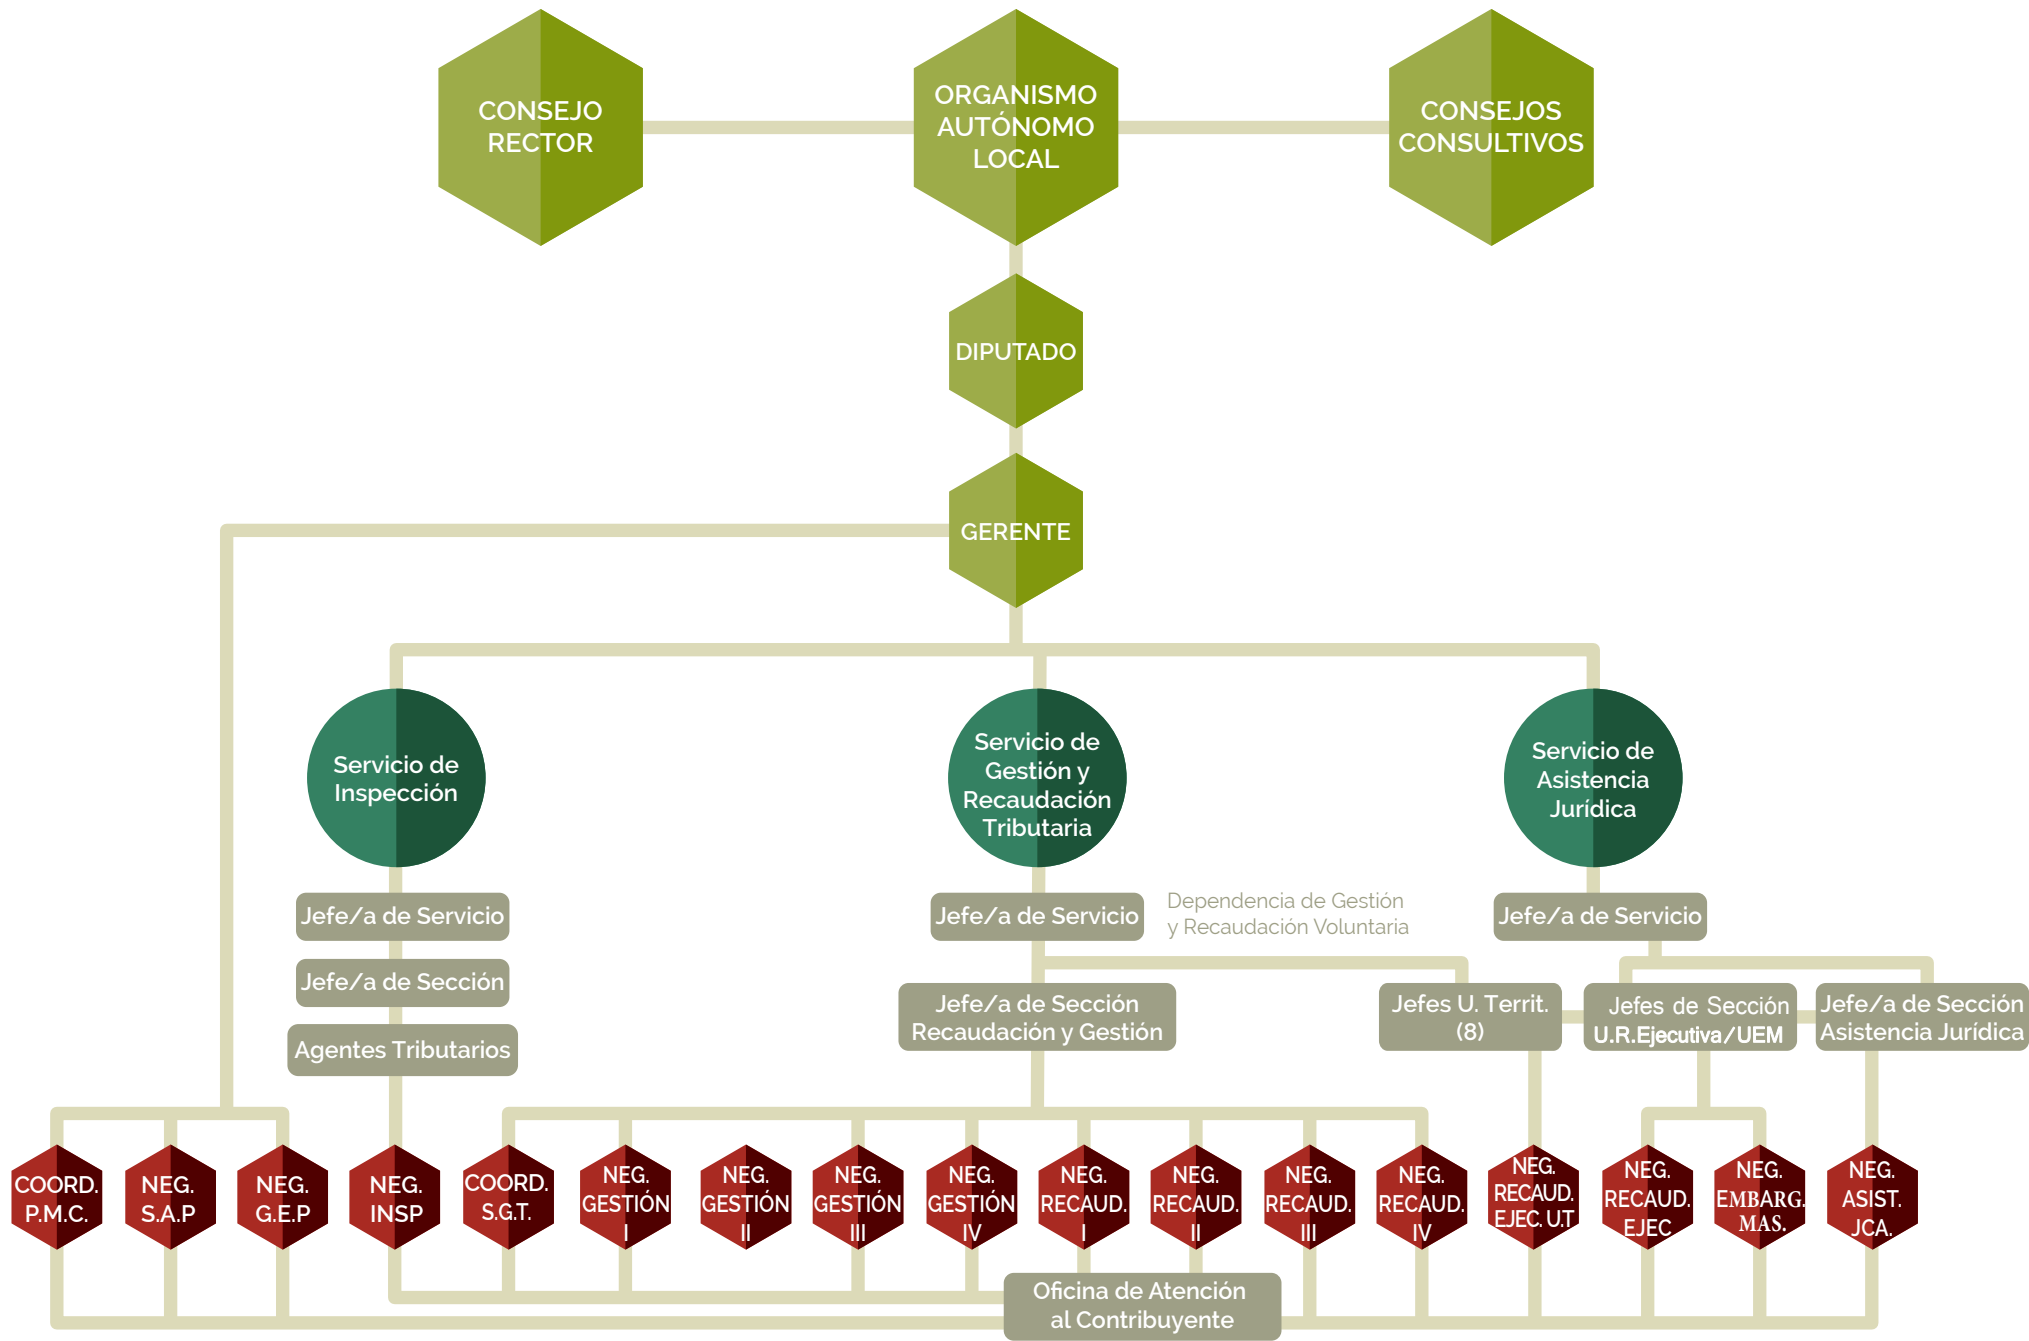 CONSEJO
RECTOR
ORGANISMO
AUTÓNOMO
LOCAL
CONSEJOS
CONSULTIVOS
DIPUTADO
GERENTE
Servicio de
Inspección
Servicio de
Gestión y
Recaudación
Tributaria
Servicio de
Asistencia
Jurídica
Jefe/a de Servicio
Jefe/a de Servicio
Dependencia de Gestión
y Recaudación Voluntaria
Jefe/a de Servicio
Jefe/a de Sección
Agentes Tributarios
Jefe/a de Sección
Recaudación y Gestión
Jefes U. Territ.
(8)
Jefes de Sección
U.R.Ejecutiva/UEM
Jefe/a de Sección
Asistencia Jurídica
COORD.
P.M.C.
NEG.
S.A.P
NEG.
G.E.P
NEG.
INSP
COORD.
S.G.T.
NEG.
GESTIÓN
I
NEG.
GESTIÓN
II
NEG.
GESTIÓN
III
NEG.
GESTIÓN
IV
NEG.
RECAUD.
I
NEG.
RECAUD.
II
NEG.
RECAUD.
III
NEG.
RECAUD.
IV
NEG.
RECAUD.
EJEC. U.T
NEG.
RECAUD.
EJEC
NEG.
EMBARG.
MAS.
NEG.
ASIST.
JCA.
Oficina de Atención
al Contribuyente